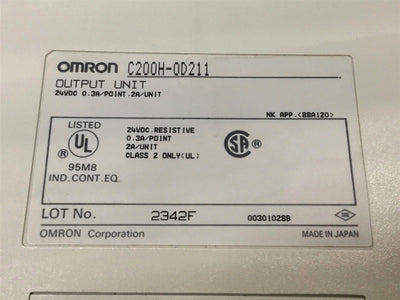 OMRON C200H-OD211
OUTPUT UNIT
24VDC 0.3A/POINT.2A/UNIT
NK APP.<88A120>
LISTED
UL
®
95M8
IND.CONT.EQ.
24VDC.RESISTIVE
0.3A/POINT
2A/UNIT
CLASS 2 ONLY(UL)
SA
®
LOT No. 2342F 0030102BB
OMRON Corporation MADE IN JAPAN